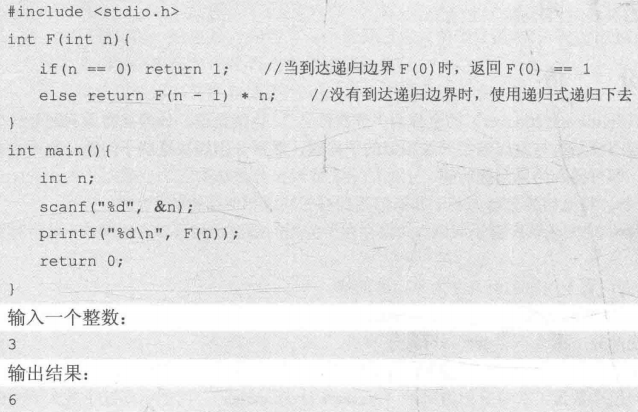 #include <stdio.h>
int F(int n){
if(n == 0) return 1; //当到达递归边界F(0)时，返回F(0) == 1
else return F(n - 1) * n; //没有到达递归边界时，使用递归式递归下去
}
int main(){
int n;
scanf("%d", &n);
printf("%d\n", F(n));
return 0;
}
输入一个整数：
3
输出结果：
6